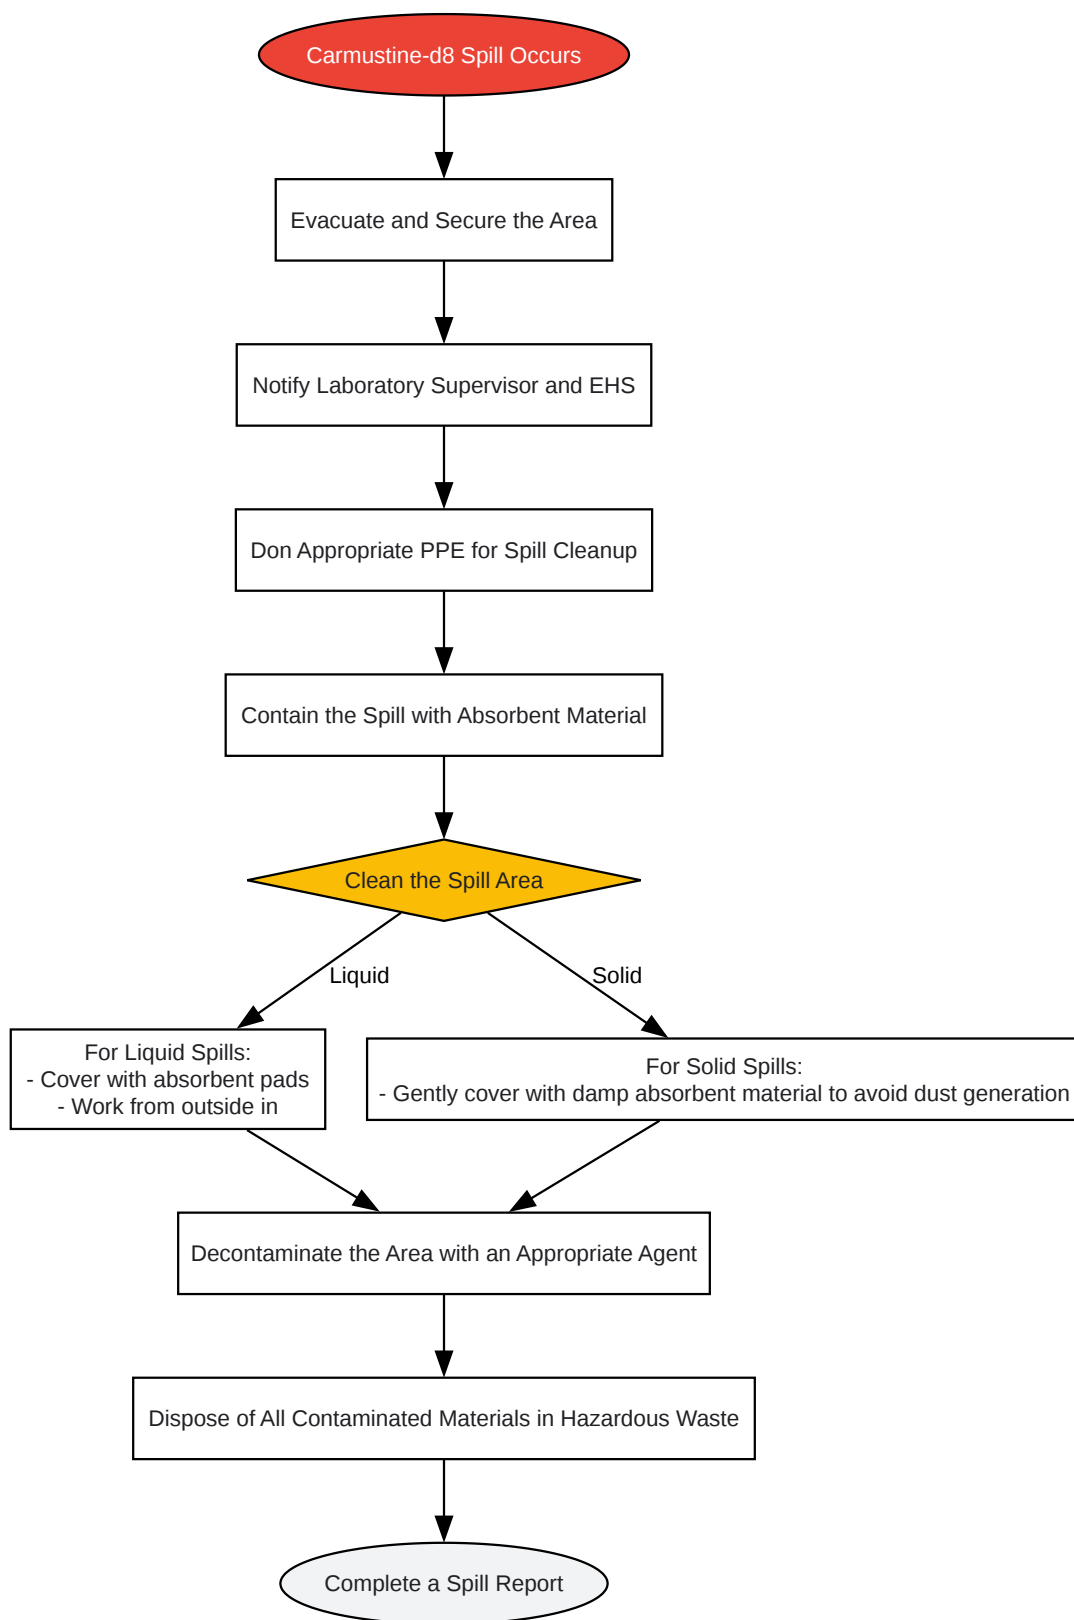 Carmustine-d8 Spill Occurs
Evacuate and Secure the Area
Notify Laboratory Supervisor and EHS
Don Appropriate PPE for Spill Cleanup
Contain the Spill with Absorbent Material
Clean the Spill Area
Liquid
Solid
For Liquid Spills:
- Cover with absorbent pads
- Work from outside in
For Solid Spills:
- Gently cover with damp absorbent material to avoid dust generation
Decontaminate the Area with an Appropriate Agent
Dispose of All Contaminated Materials in Hazardous Waste
Complete a Spill Report